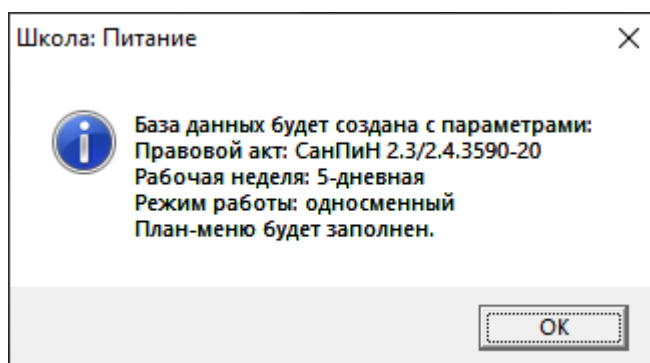 Школа: Питание
База данных будет создана с параметрами:
Правовой акт: СанПиН 2.3/2.4.3590-20
Рабочая неделя: 5-дневная
Режим работы: односменный
План-меню будет заполнен.
ОК